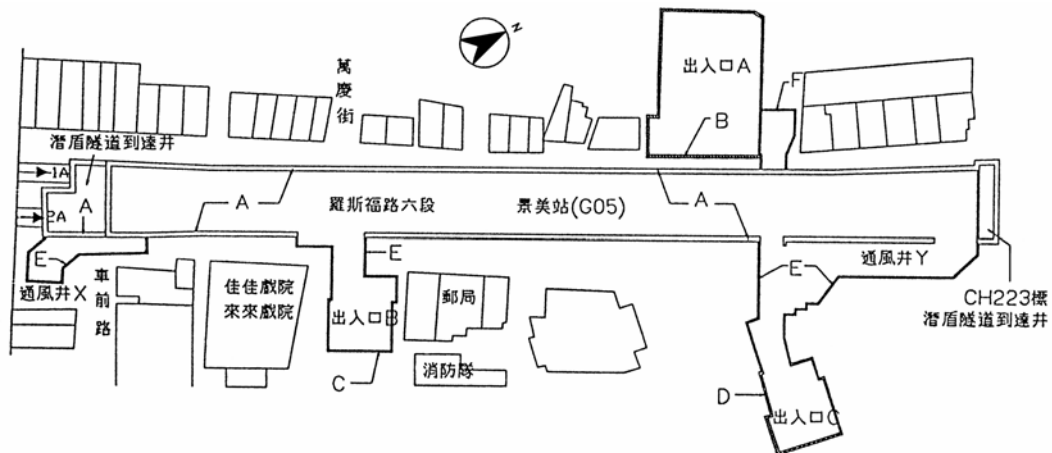 N
萬慶街
出入口A
F
B
潛盾隧道到達井
1A
2A
A
A
羅斯福路六段
景美站(G05)
A
E
通風井X
車前路
佳佳戲院
來來戲院
E
出入口B
C
郵局
消防隊
E
通風井Y
CH223標
潛盾隧道到達井
D
出入口C